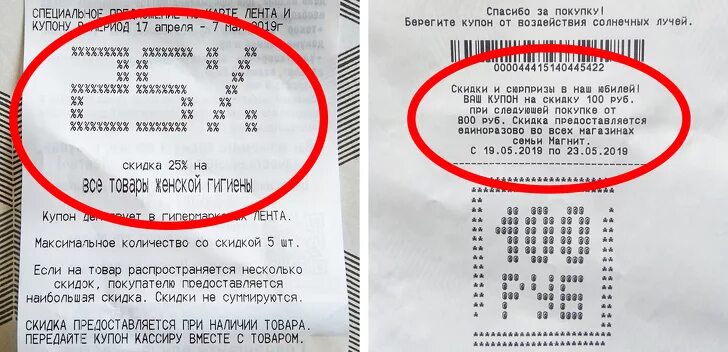 СПЕЦИАЛЬНОЕ ПРЕДЛОЖЕНИЕ ПО КАРТЕ ЛЕНТА И
КУПОНУ В ПЕРИОД 17 апреля - 7 мая 2019г
25%
скидка 25% на
все товары женской гигиены
Купон действует в гипермаркетах ЛЕНТА.
Максимальное количество со скидкой 5 шт.
Если на товар распространяется несколько
скидок, покупателю предоставляется
наибольшая скидка. Скидки не суммируются.
СКИДКА ПРЕДОСТАВЛЯЕТСЯ ПРИ НАЛИЧИИ ТОВАРА.
ПЕРЕДАЙТЕ КУПОН КАССИРУ ВМЕСТЕ С ТОВАРОМ.
Спасибо за покупку!
Берегите купон от воздействия солнечных лучей.
00004415140445422
Скидки и сюрпризы в наш юбилей!
ВАШ КУПОН на скидку 100 руб.
при следующей покупке от
800 руб. Скидка предоставляется
единоразово во всех магазинах
семьи Магнит.
С 19.05.2019 по 23.05.2019
100
РУБ